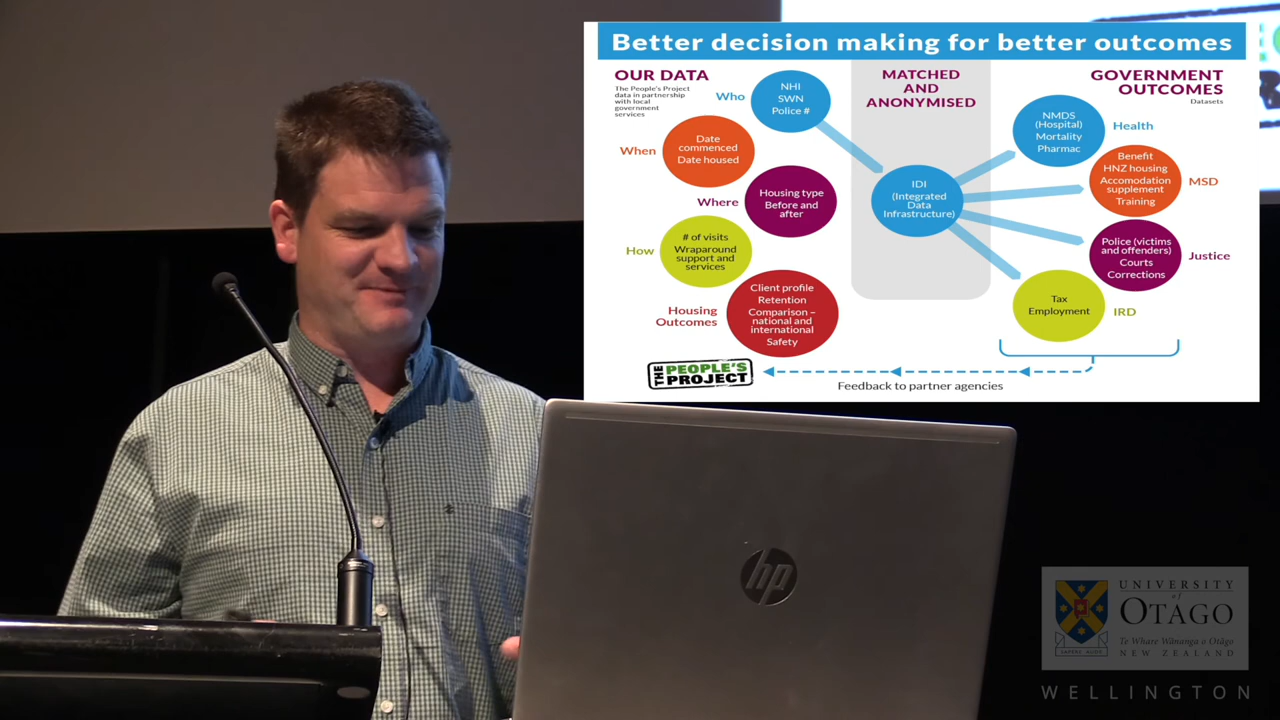 Better decision making for better outcomes
OUR DATA
The People's Project
data in partnership
with local
government
services
Who
NHI
SWN
Police #
When
Date
commenced
Date housed
Where
Housing type
Before and
after
How
# of visits
Wraparound
support and
services
Housing
Outcomes
Client profile
Retention
Comparison –
national and
international
Safety
MATCHED
AND
ANONYMISED
IDI
(Integrated
Data
Infrastructure)
GOVERNMENT
OUTCOMES
Datasets
NMDS
(Hospital)
Mortality
Pharmac
Health
Benefit
HNZ housing
Accomodation
supplement
Training
MSD
Police (victims
and offenders)
Courts
Corrections
Justice
Tax
Employment
IRD
THE PEOPLE'S
PROJECT
Feedback to partner agencies
hp
UNIVERSITY
of
OTAGO
Te Whare Wānanga o Otāgo
NEW ZEALAND
SAPERE AUDE
WELLINGTON